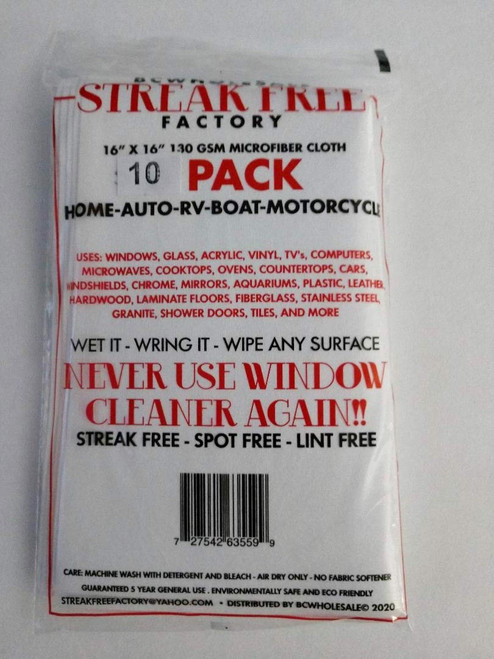 BCWHOLESALE
STREAK FREE
FACTORY
16" X 16" 130 GSM MICROFIBER CLOTH
10 PACK
HOME-AUTO-RV-BOAT-MOTORCYCLE
USES: WINDOWS, GLASS, ACRYLIC, VINYL, TV's, COMPUTERS,
MICROWAVES, COOKTOPS, OVENS, COUNTERTOPS, CARS,
WINDSHIELDS, CHROME, MIRRORS, AQUARIUMS, PLASTIC, LEATHER,
HARDWOOD, LAMINATE FLOORS, FIBERGLASS, STAINLESS STEEL,
GRANITE, SHOWER DOORS, TILES, AND MORE
WET IT - WRING IT - WIPE ANY SURFACE
NEVER USE WINDOW
CLEANER AGAIN!!
STREAK FREE - SPOT FREE - LINT FREE
7 27542 63559 9
CARE: MACHINE WASH WITH DETERGENT AND BLEACH - AIR DRY ONLY - NO FABRIC SOFTENER
GUARANTEED 5 YEAR GENERAL USE . ENVIRONMENTALLY SAFE AND ECO FRIENDLY
STREAKFREEFACTORY@YAHOO.COM • DISTRIBUTED BY BCWHOLESALE© 2020